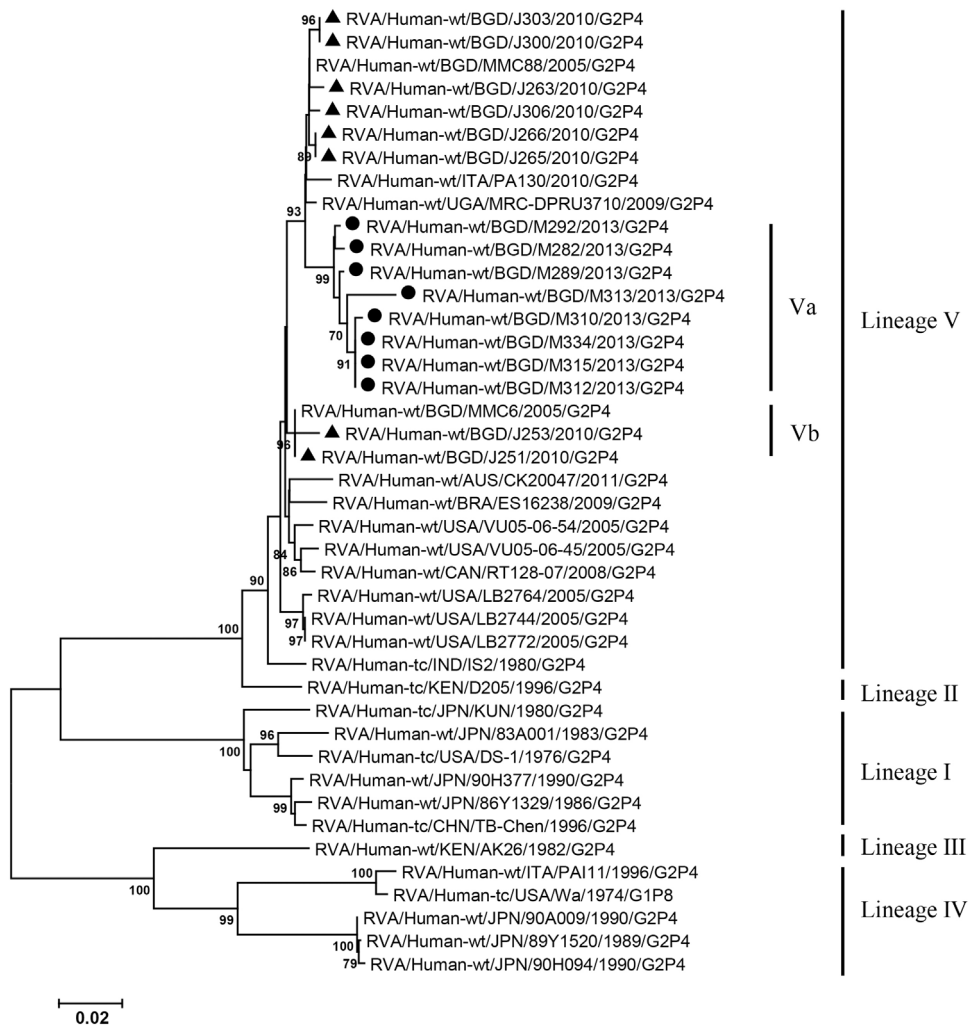 96 RVA/Human-wt/BGD/J303/2010/G2P4
RVA/Human-wt/BGD/J300/2010/G2P4
RVA/Human-wt/BGD/MMC88/2005/G2P4
RVA/Human-wt/BGD/J263/2010/G2P4
RVA/Human-wt/BGD/J306/2010/G2P4
RVA/Human-wt/BGD/J266/2010/G2P4
89 RVA/Human-wt/BGD/J265/2010/G2P4
RVA/Human-wt/ITA/PA130/2010/G2P4
93 RVA/Human-wt/UGA/MRC-DPRU3710/2009/G2P4
RVA/Human-wt/BGD/M292/2013/G2P4
RVA/Human-wt/BGD/M282/2013/G2P4
99 RVA/Human-wt/BGD/M289/2013/G2P4
RVA/Human-wt/BGD/M313/2013/G2P4
Va
RVA/Human-wt/BGD/M310/2013/G2P4
Lineage V
70 RVA/Human-wt/BGD/M334/2013/G2P4
91 RVA/Human-wt/BGD/M315/2013/G2P4
RVA/Human-wt/BGD/M312/2013/G2P4
RVA/Human-wt/BGD/MMC6/2005/G2P4
96 RVA/Human-wt/BGD/J253/2010/G2P4
Vb
RVA/Human-wt/BGD/J251/2010/G2P4
RVA/Human-wt/AUS/CK20047/2011/G2P4
RVA/Human-wt/BRA/ES16238/2009/G2P4
RVA/Human-wt/USA/VU05-06-54/2005/G2P4
84 RVA/Human-wt/USA/VU05-06-45/2005/G2P4
86 RVA/Human-wt/CAN/RT128-07/2008/G2P4
90 RVA/Human-wt/USA/LB2764/2005/G2P4
97 RVA/Human-wt/USA/LB2744/2005/G2P4
100 97 RVA/Human-wt/USA/LB2772/2005/G2P4
RVA/Human-tc/IND/IS2/1980/G2P4
RVA/Human-tc/KEN/D205/1996/G2P4
Lineage II
RVA/Human-tc/JPN/KUN/1980/G2P4
96 RVA/Human-wt/JPN/83A001/1983/G2P4
100 RVA/Human-tc/USA/DS-1/1976/G2P4
Lineage I
RVA/Human-wt/JPN/90H377/1990/G2P4
99 RVA/Human-wt/JPN/86Y1329/1986/G2P4
RVA/Human-tc/CHN/TB-Chen/1996/G2P4
RVA/Human-wt/KEN/AK26/1982/G2P4
Lineage III
100 RVA/Human-wt/ITA/PAI11/1996/G2P4
100 RVA/Human-tc/USA/Wa/1974/G1P8
Lineage IV
99 RVA/Human-wt/JPN/90A009/1990/G2P4
100 RVA/Human-wt/JPN/89Y1520/1989/G2P4
79 RVA/Human-wt/JPN/90H094/1990/G2P4
0.02